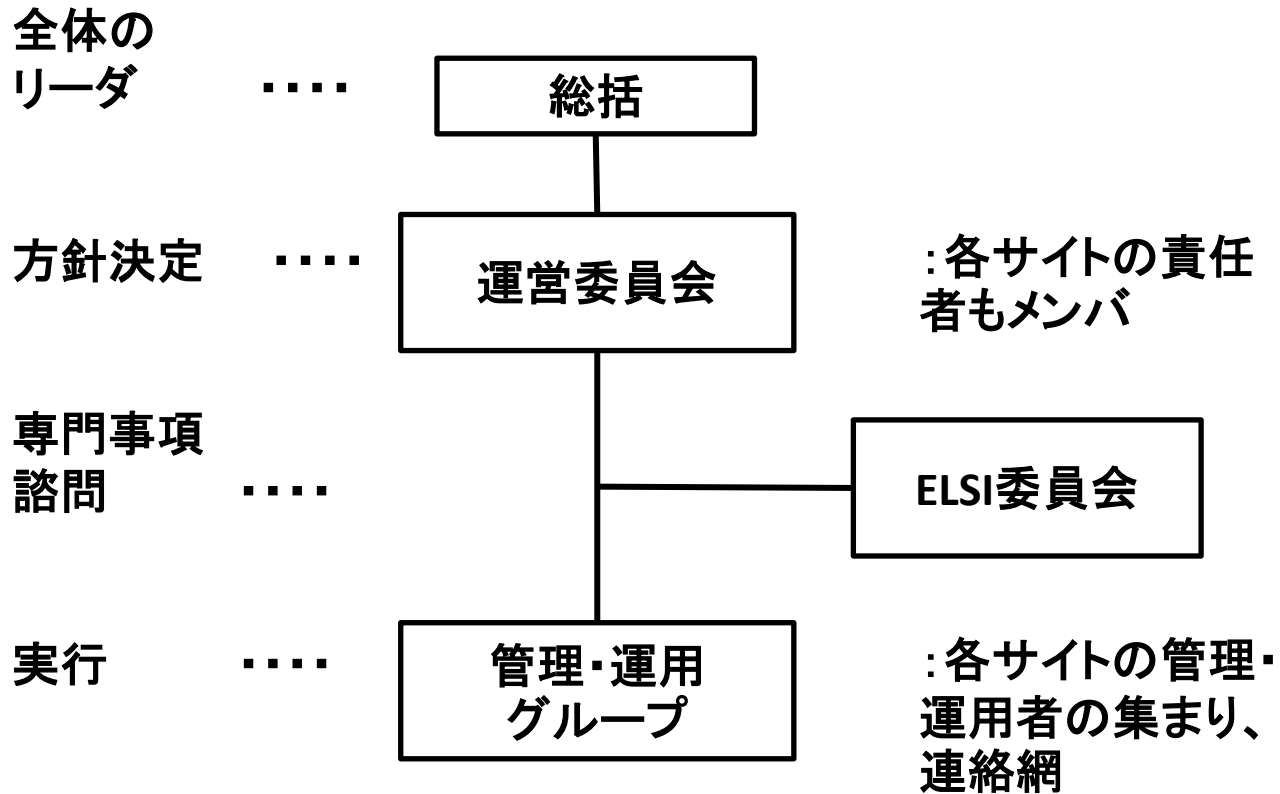 全体の
リーダ ････ 総括
方針決定 ････ 運営委員会 :各サイトの責任
者もメンバ
専門事項
諮問 ････ ELSI委員会
実行 ････ 管理・運用
グループ
:各サイトの管理・
運用者の集まり、
連絡網